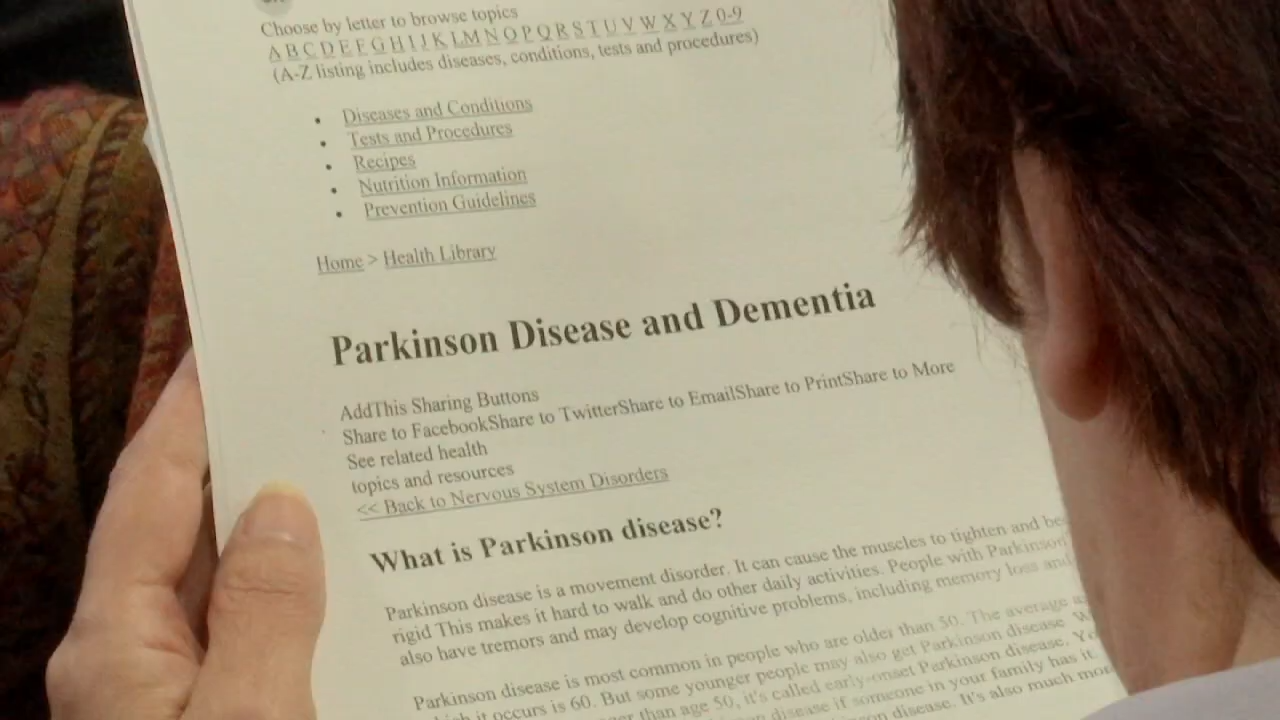 Choose by letter to browse topics
A B C D E F G H I J K L M N O P Q R S T U V W X Y Z 0-9
(A-Z listing includes diseases, conditions, tests and procedures)
• Diseases and Conditions
• Tests and Procedures
• Recipes
• Nutrition Information
• Prevention Guidelines
Home > Health Library
Parkinson Disease and Dementia
AddThis Sharing Buttons
Share to FacebookShare to TwitterShare to EmailShare to PrintShare to More
See related health
topics and resources
<< Back to Nervous System Disorders
What is Parkinson disease?
Parkinson disease is a movement disorder. It can cause the muscles to tighten and
rigid This makes it hard to walk and do other daily activities. People with Parkinson
also have tremors and may develop cognitive problems, including memory loss and
Parkinson disease is most common in people who are older than 50. The average
it occurs is 60. But some younger people may also get Parkinson disease.
than age 50, it's called early-onset Parkinson disease.
disease if someone in your family has it.
disease. It's also much more